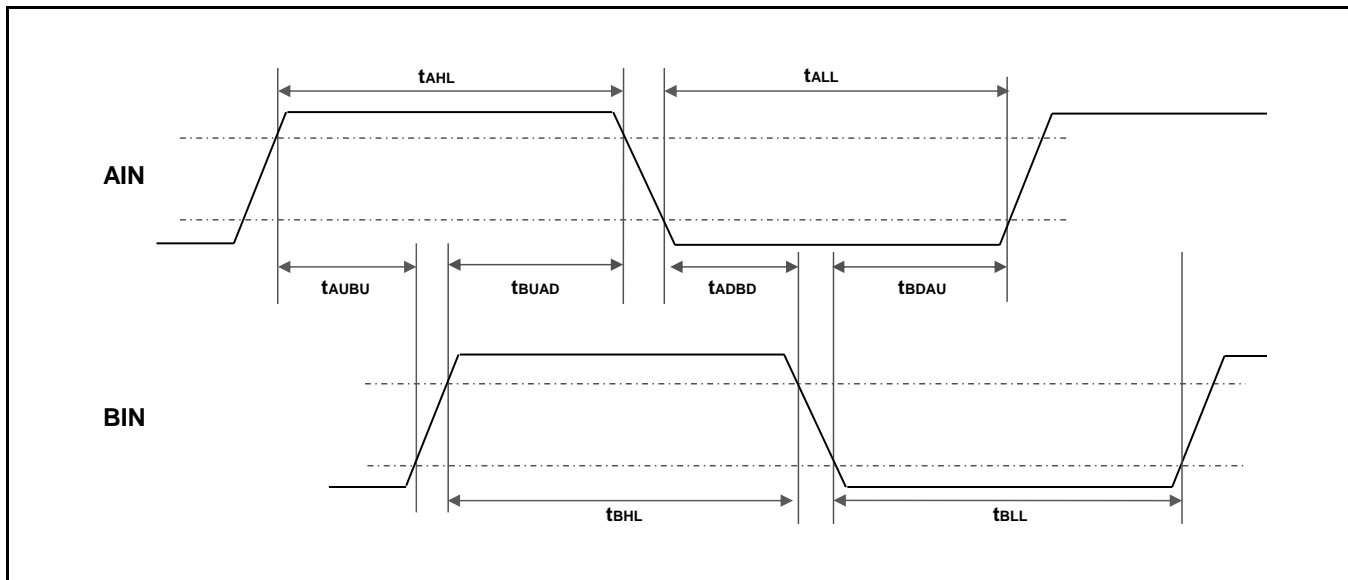 tAHL
tALL
AIN
tAUBU
tBUAD
tADBD
tBDAU
BIN
tBHL
tBLL